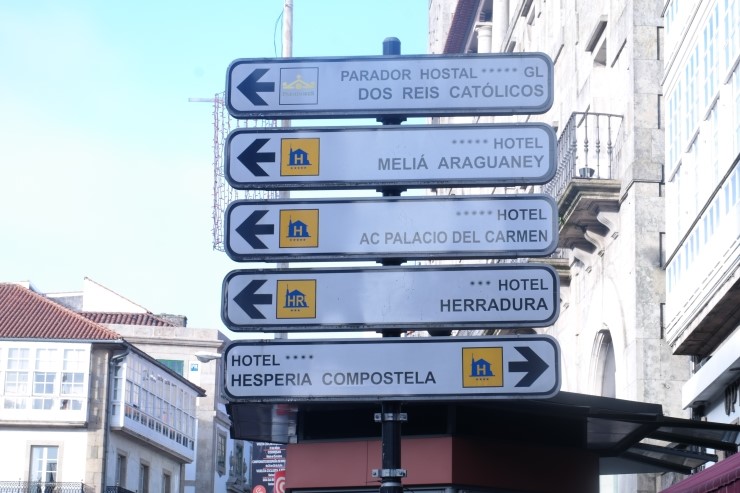 PARADOR HOSTAL ***** GL
DOS REIS CATÓLICOS
***** HOTEL
MELIÁ ARAGUANEY
H
***** HOTEL
AC PALACIO DEL CARMEN
H
*** HOTEL
HERRADURA
HR
HOTEL ****
HESPERIA COMPOSTELA
H